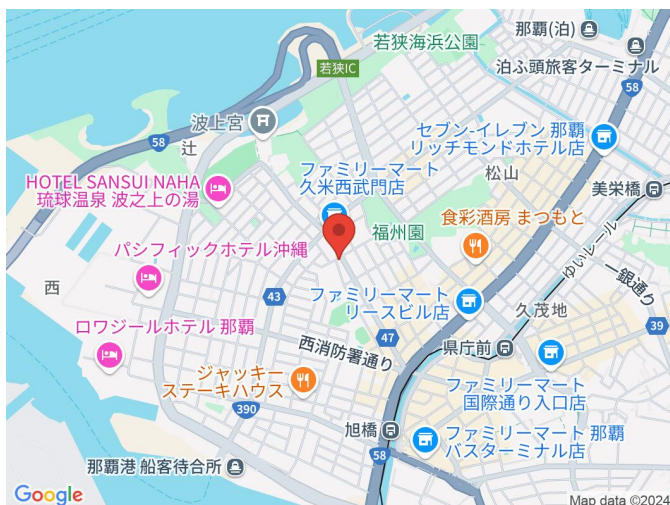 那覇(泊)
若狭海浜公園
泊ふ頭旅客ターミナル
若狭IC
58
波上宮
セブン-イレブン 那覇
リッチモンドホテル店
58
辻
ファミリーマート
久米西武門店
松山
HOTEL SANSUI NAHA
琉球温泉 波之上の湯
美栄橋
食彩酒房 まつもと
福州園
パシフィックホテル沖縄
ゆいレール
一銀通り
西
43
ファミリーマート
リースビル店
久茂地
39
ロワジールホテル 那覇
47
西消防署通り
県庁前
ジャッキー
ステーキハウス
ファミリーマート
国際通り入口店
390
旭橋
ファミリーマート 那覇
バスターミナル店
58
那覇港 船客待合所
Google
Map data ©2024